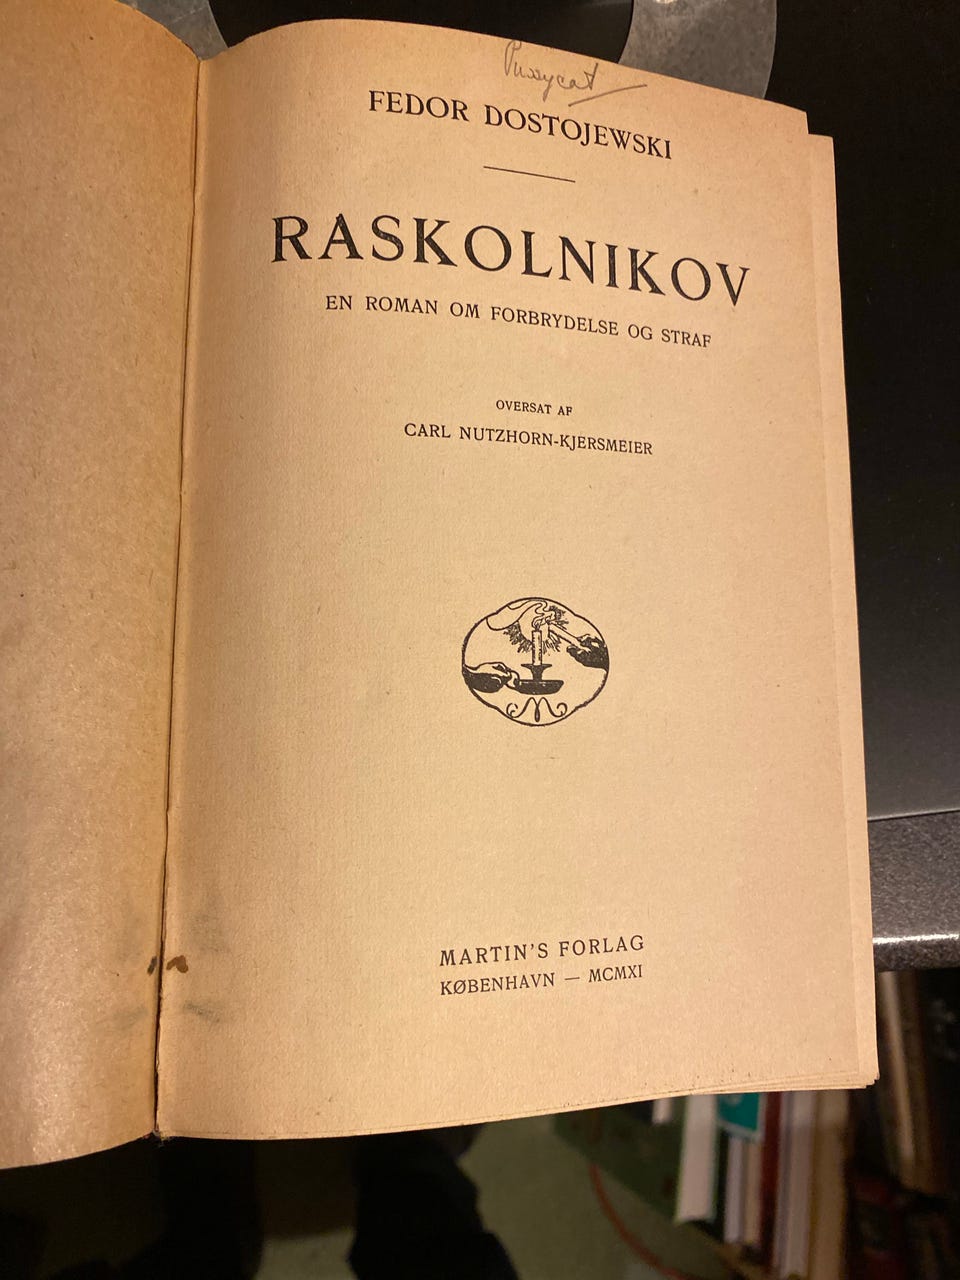 Pussycat
FEDOR DOSTOJEWSKI
RASKOLNIKOV
EN ROMAN OM FORBRYDELSE OG STRAF
OVERSAT AF
CARL NUTZHORN-KJERSMEIER
MARTIN'S FORLAG
KØBENHAVN — MCMXI